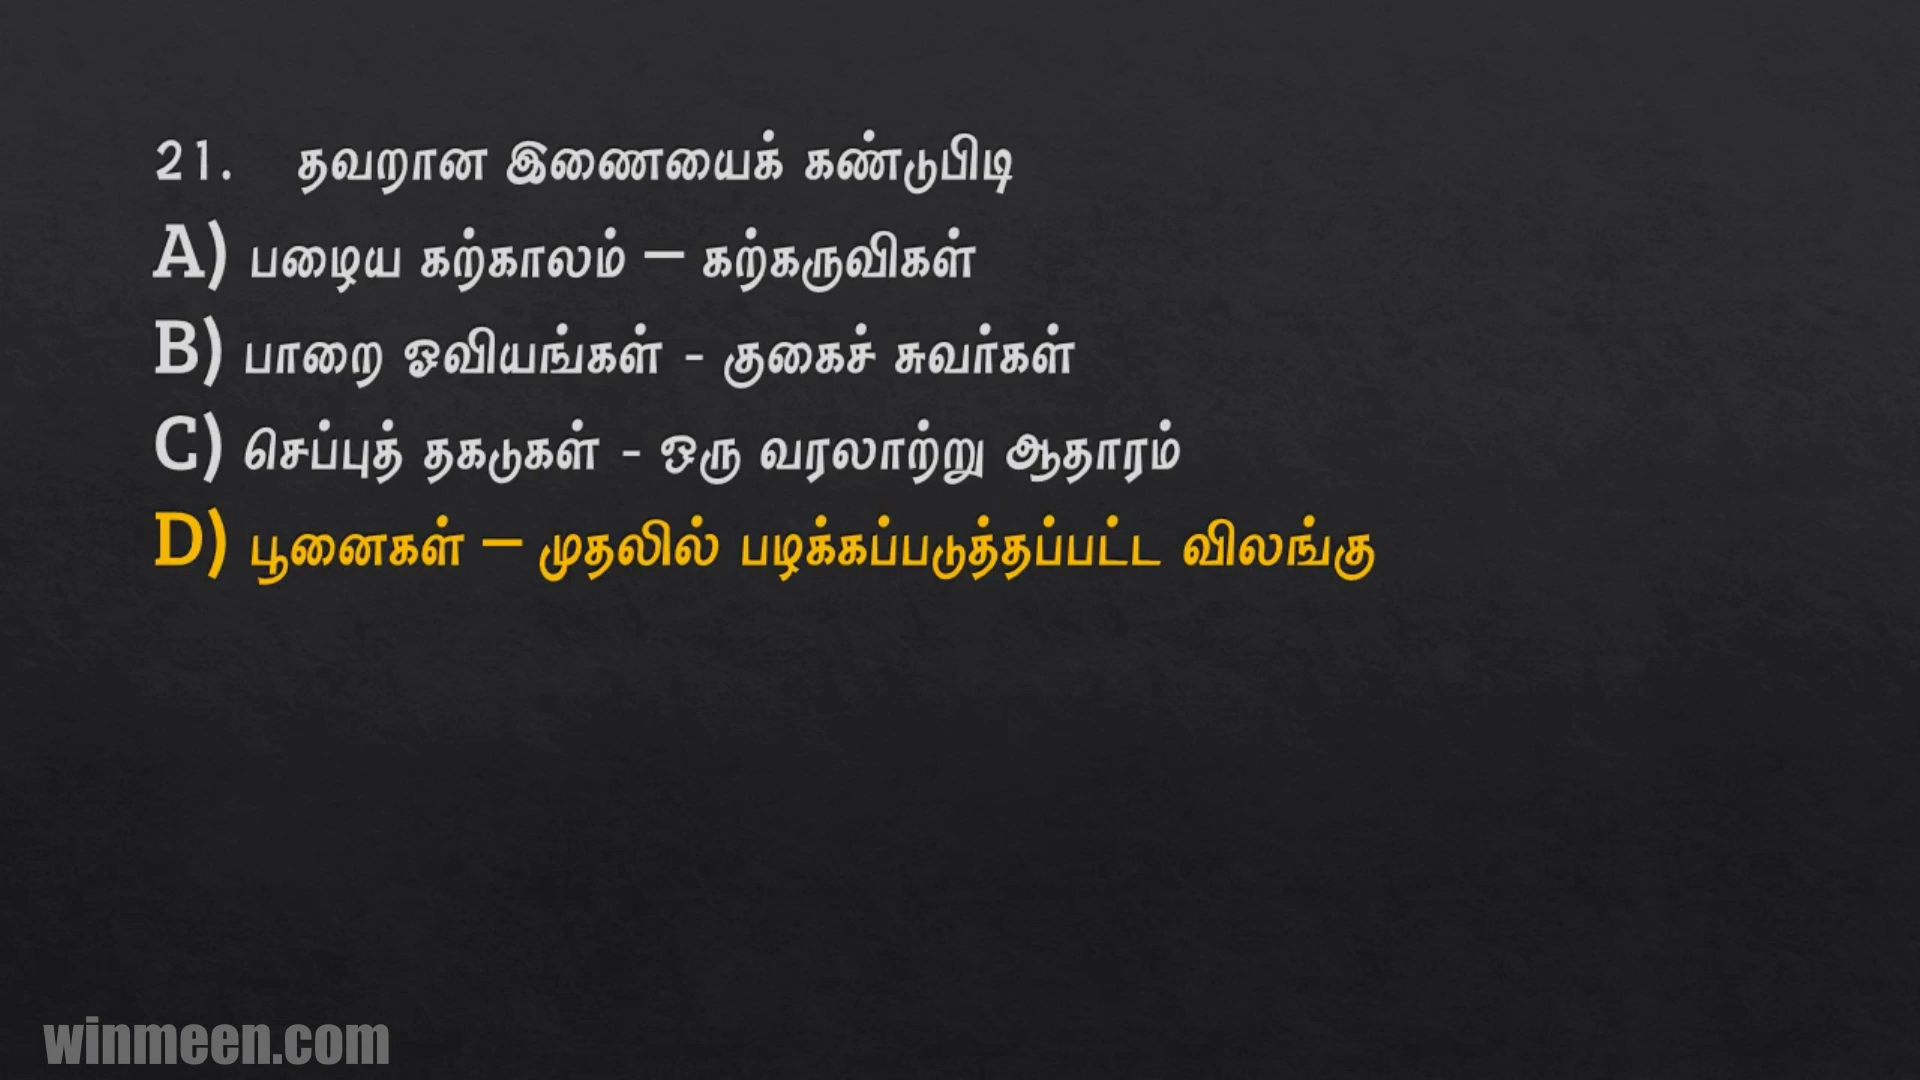 21. தவறான இணையைக் கண்டுபிடி
A) பழைய கற்காலம் – கற்கருவிகள்
B) பாறை ஓவியங்கள் - குகைச் சுவர்கள்
C) செப்புத் தகடுகள் - ஒரு வரலாற்று ஆதாரம்
D) பூனைகள் – முதலில் பழக்கப்படுத்தப்பட்ட விலங்கு
winmeen.com